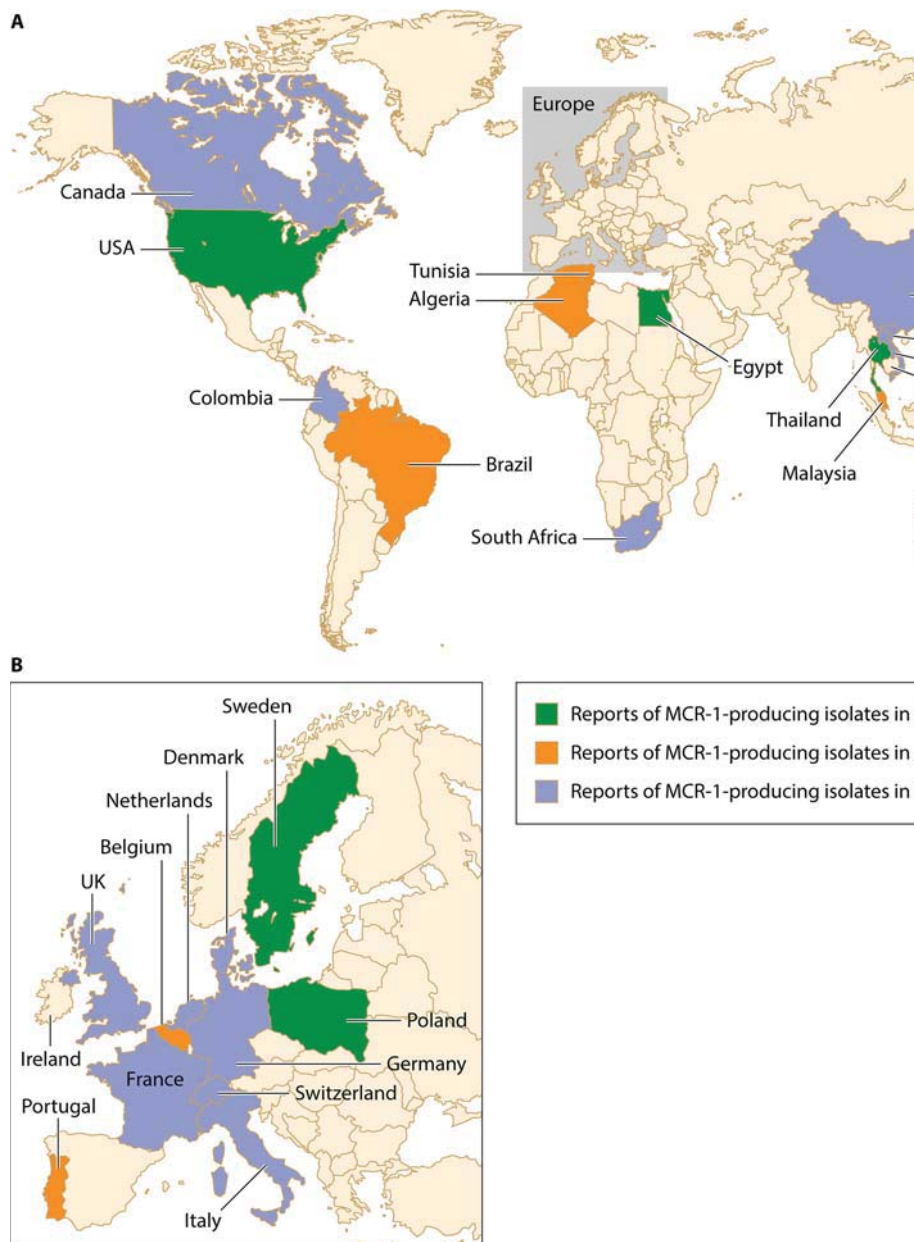 A
Europe
Canada
USA
Tunisia
Algeria
Egypt
Colombia
Thailand
Brazil
Malaysia
South Africa
B
Sweden
Denmark
Netherlands
Belgium
UK
Poland
Ireland
Germany
France
Switzerland
Portugal
Italy
Reports of MCR-1-producing isolates in
Reports of MCR-1-producing isolates in
Reports of MCR-1-producing isolates in